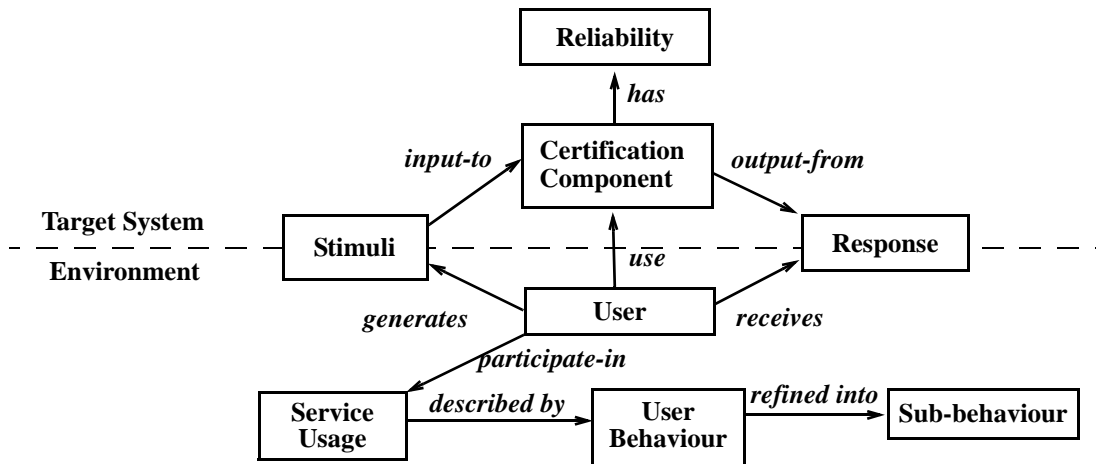 Reliability
has
Certification
Component
input-to
output-from
Target System
Stimuli
Response
Environment
use
User
generates
receives
participate-in
Service
Usage
described by
User
Behaviour
refined into
Sub-behaviour